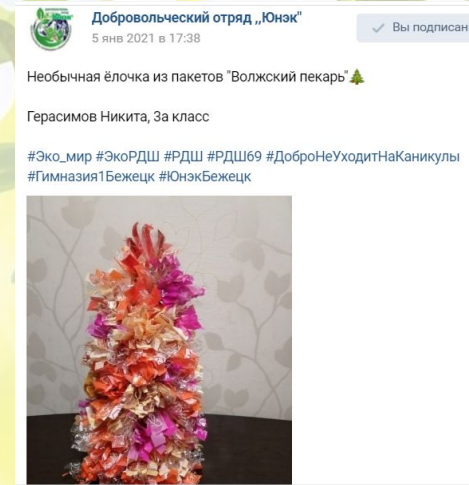 Добровольческий отряд ,,Юнэк"
5 янв 2021 в 17:38
Вы подписан
Необычная ёлочка из пакетов "Волжский пекарь"🎄
Герасимов Никита, 3а класс
#Эко_мир #ЭкоРДШ #РДШ #РДШ69 #ДоброНеУходитНаКаникулы
#Гимназия1Бежецк #ЮнэкБежецк